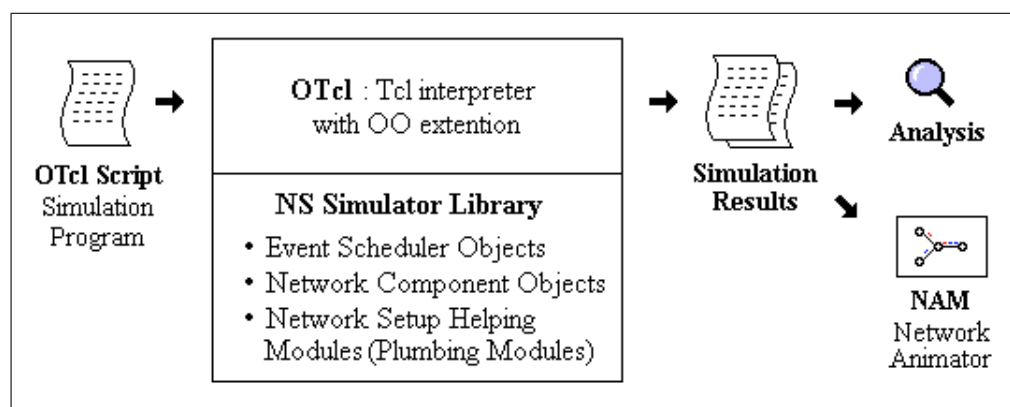 OTcl Script
Simulation
Program
OTcl : Tcl interpreter
with OO extention
NS Simulator Library
• Event Scheduler Objects
• Network Component Objects
• Network Setup Helping
Modules (Plumbing Modules)
Simulation
Results
Analysis
NAM
Network
Animator